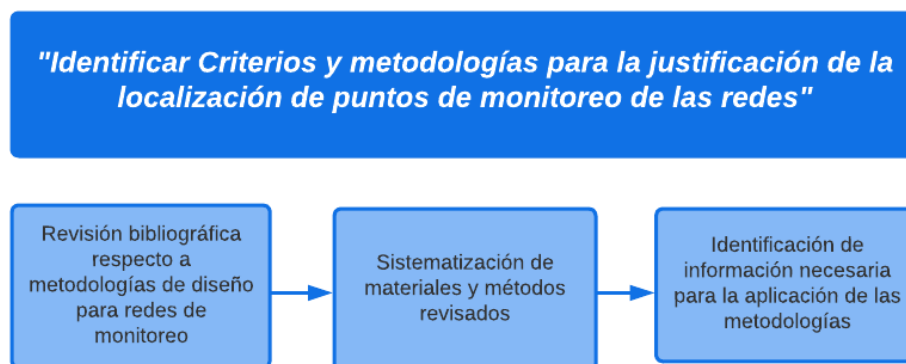 "Identificar Criterios y metodologías para la justificación de la
localización de puntos de monitoreo de las redes"
Revisión bibliográfica
respecto a
metodologías de diseño
para redes de
monitoreo
Sistematización de
materiales y métodos
revisados
Identificación de
información necesaria
para la aplicación de las
metodologías